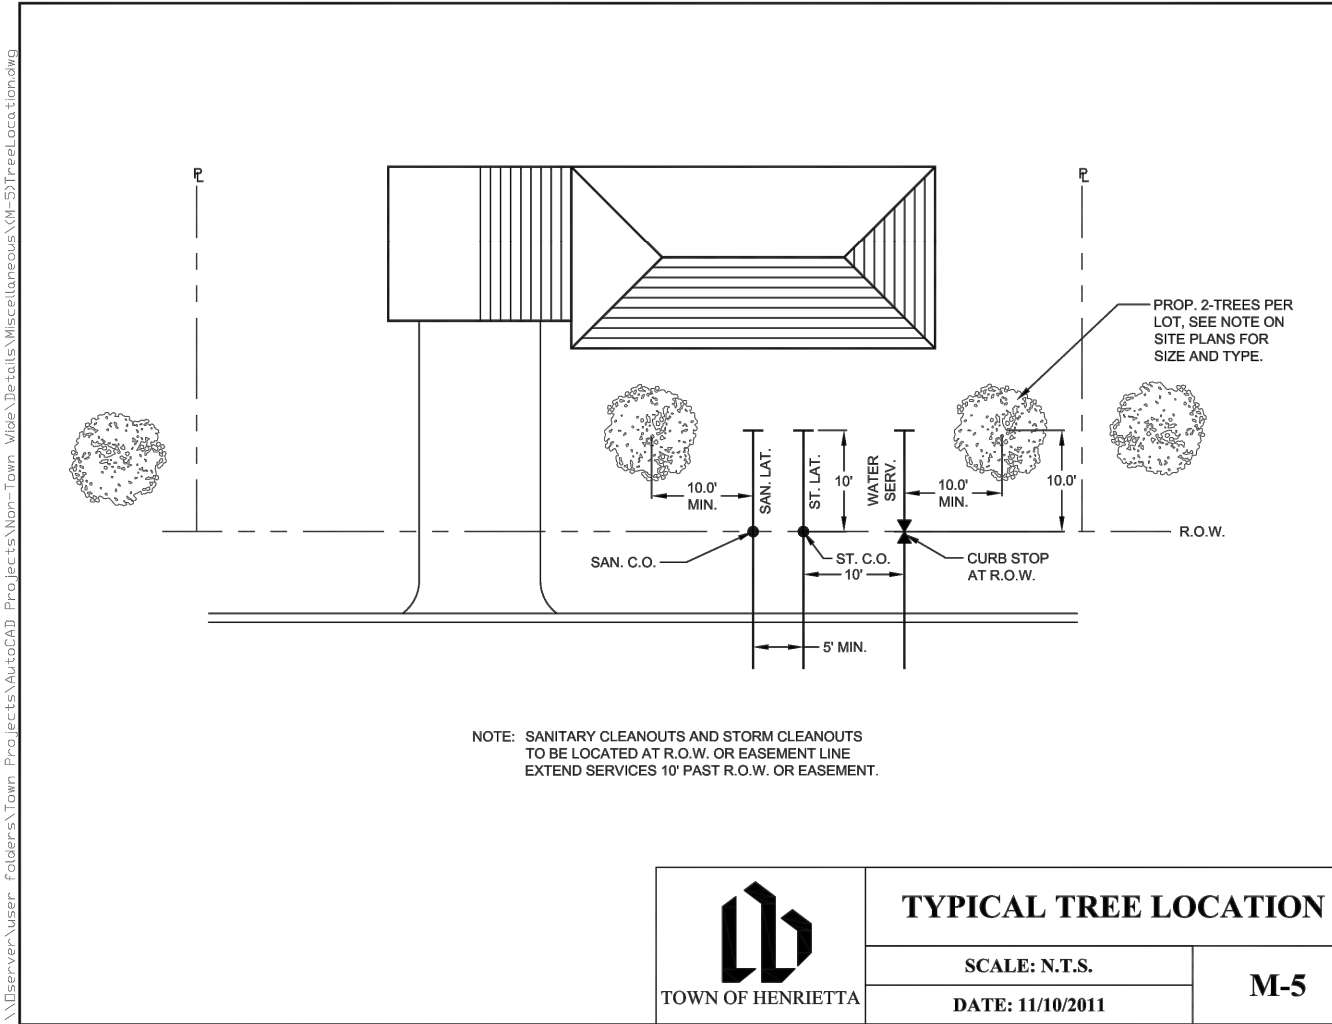 \\Dserver\user folders\Town Projects\AutoCAD Projects\Non-Town Wide\Details\Miscellaneous\(M-5)TreeLocation.dwg
PL
PL
PROP. 2-TREES PER
LOT, SEE NOTE ON
SITE PLANS FOR
SIZE AND TYPE.
SAN. LAT.
ST. LAT.
10'
WATER
SERV.
10.0'
MIN.
10.0'
MIN.
10.0'
R.O.W.
SAN. C.O.
ST. C.O.
10'
CURB STOP
AT R.O.W.
5' MIN.
NOTE: SANITARY CLEANOUTS AND STORM CLEANOUTS
TO BE LOCATED AT R.O.W. OR EASEMENT LINE
EXTEND SERVICES 10' PAST R.O.W. OR EASEMENT.
TOWN OF HENRIETTA
TYPICAL TREE LOCATION
SCALE: N.T.S.
DATE: 11/10/2011
M-5